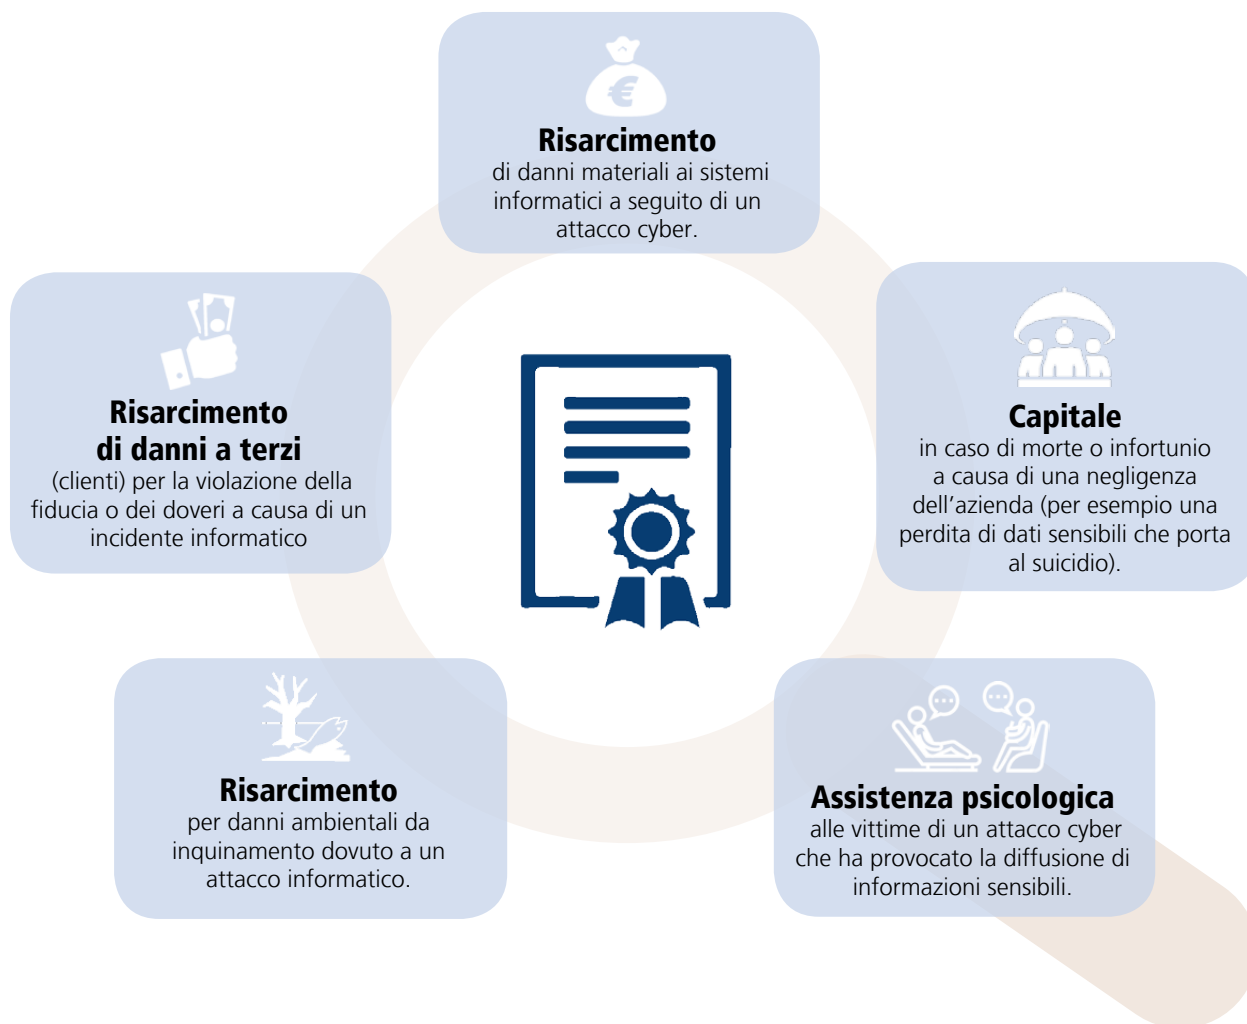 €
Risarcimento
di danni materiali ai sistemi
informatici a seguito di un
attacco cyber.
Risarcimento
di danni a terzi
(clienti) per la violazione della
fiducia o dei doveri a causa di un
incidente informatico
Capitale
in caso di morte o infortunio
a causa di una negligenza
dell’azienda (per esempio una
perdita di dati sensibili che porta
al suicidio).
Risarcimento
per danni ambientali da
inquinamento dovuto a un
attacco informatico.
Assistenza psicologica
alle vittime di un attacco cyber
che ha provocato la diffusione di
informazioni sensibili.